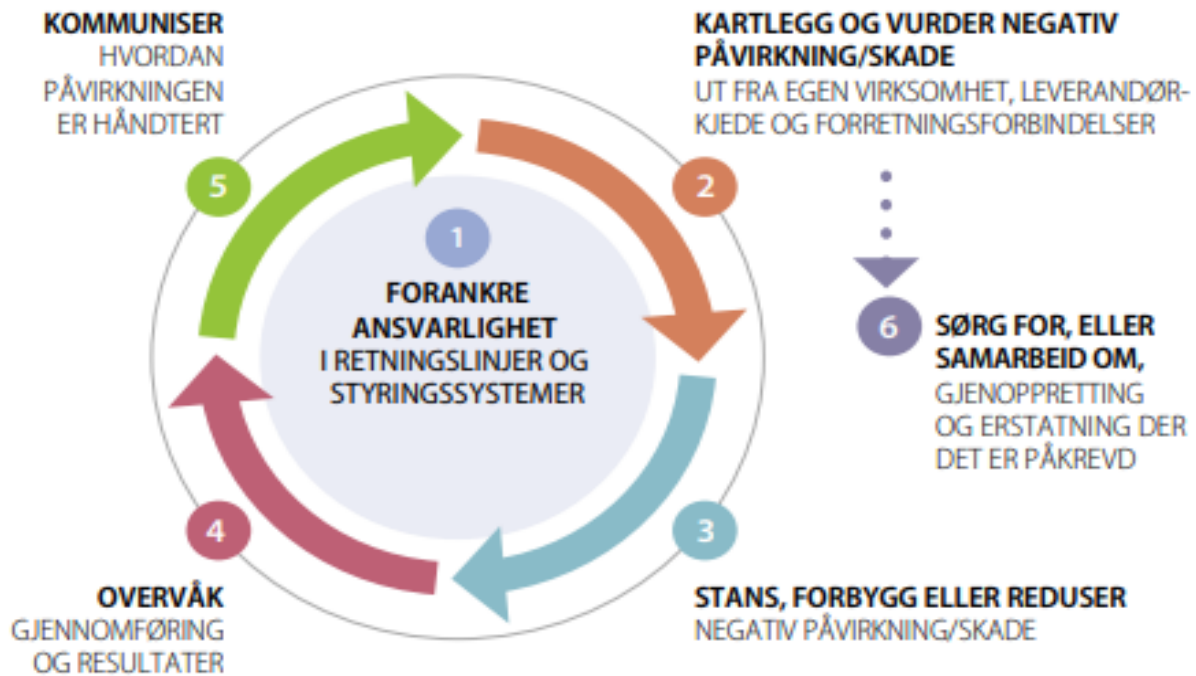 KOMMUNISER
HVORDAN
PÅVIRKNINGEN
ER HÅNDTERT
5
KARTLEGG OG VURDER NEGATIV
PÅVIRKNING/SKADE
UT FRA EGEN VIRKSOMHET, LEVERANDØR-
KJEDE OG FORRETNINGSFORBINDELSER
2
1
FORANKRE
ANSVARLIGHET
I RETNINGSLINJER OG
STYRINGSSYSTEMER
6
SØRG FOR, ELLER
SAMARBEID OM,
GJENOPPRETTING
OG ERSTATNING DER
DET ER PÅKREVD
4
OVERVÅK
GJENNOMFØRING
OG RESULTATER
3
STANS, FORBYGG ELLER REDUSER
NEGATIV PÅVIRKNING/SKADE